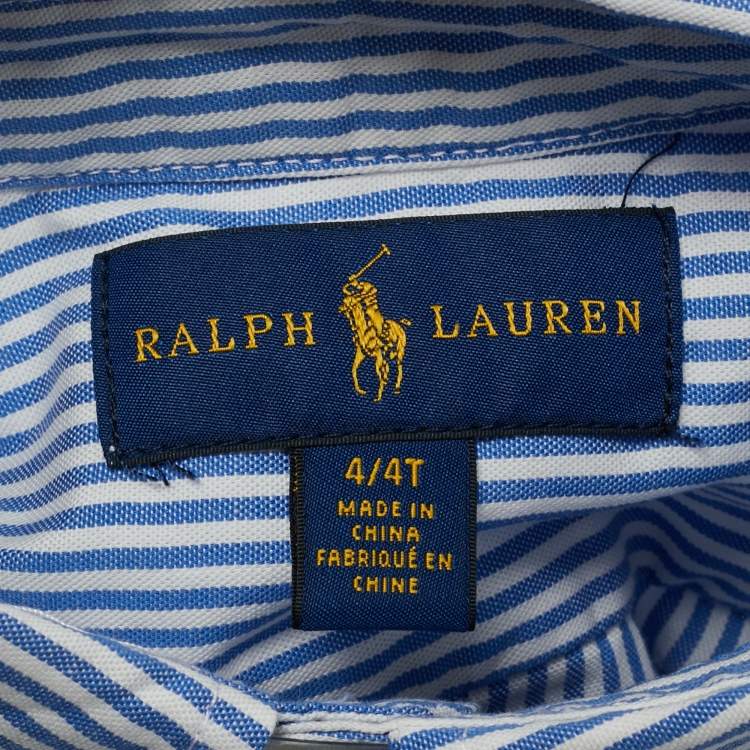 RALPH LAUREN
4/4T
MADE IN
CHINA
FABRIQUÉ EN
CHINE